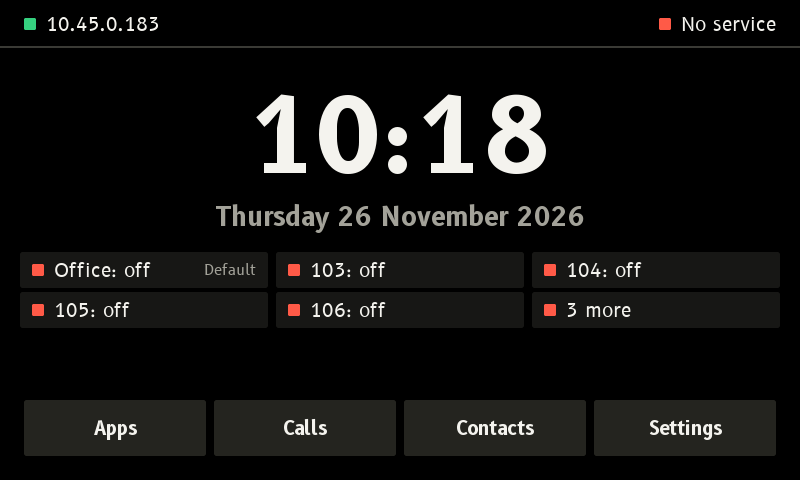 10.45.0.183
No service
10:18
Thursday 26 November 2026
Office: off Default
103: off
104: off
105: off
106: off
3 more
Apps
Calls
Contacts
Settings